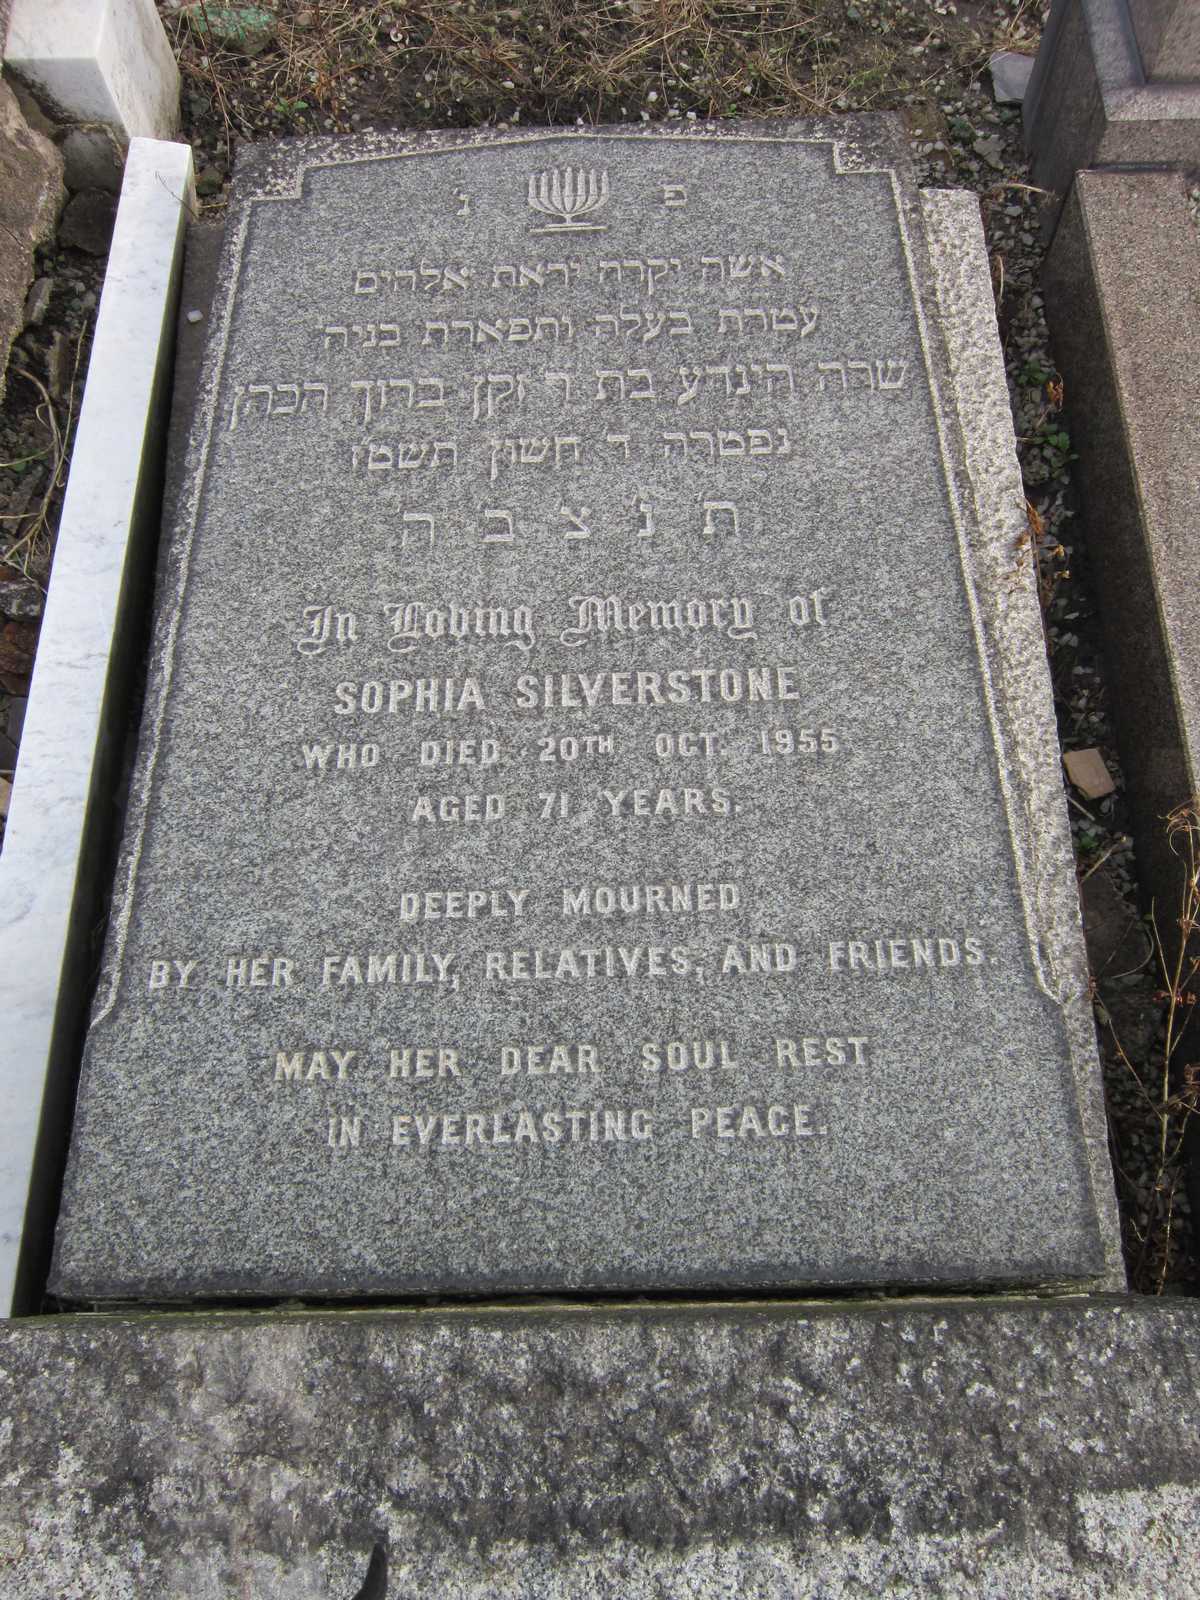 פ נ'
אשה יקרה יראת אלהים
עטרת בעלה ותפארת בניה
שרה הינדע בת ר' זקן ברוך הכהן
נפטרה ד חשון תשט"ז
ת' נ' צ' ב' ה'
In Loving Memory of
SOPHIA SILVERSTONE
WHO DIED 20TH OCT. 1955
AGED 71 YEARS.
DEEPLY MOURNED
BY HER FAMILY, RELATIVES, AND FRIENDS.
MAY HER DEAR SOUL REST
IN EVERLASTING PEACE.